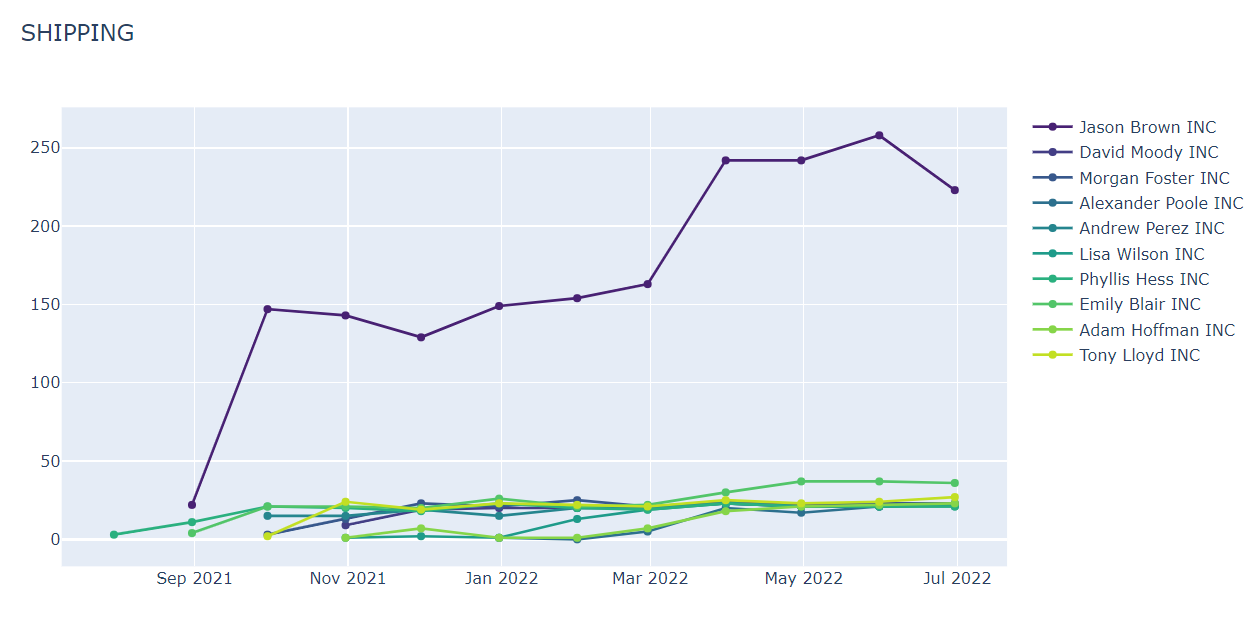 SHIPPING
250
200
150
100
50
0
Sep 2021
Nov 2021
Jan 2022
Mar 2022
May 2022
Jul 2022
Jason Brown INC
David Moody INC
Morgan Foster INC
Alexander Poole INC
Andrew Perez INC
Lisa Wilson INC
Phyllis Hess INC
Emily Blair INC
Adam Hoffman INC
Tony Lloyd INC